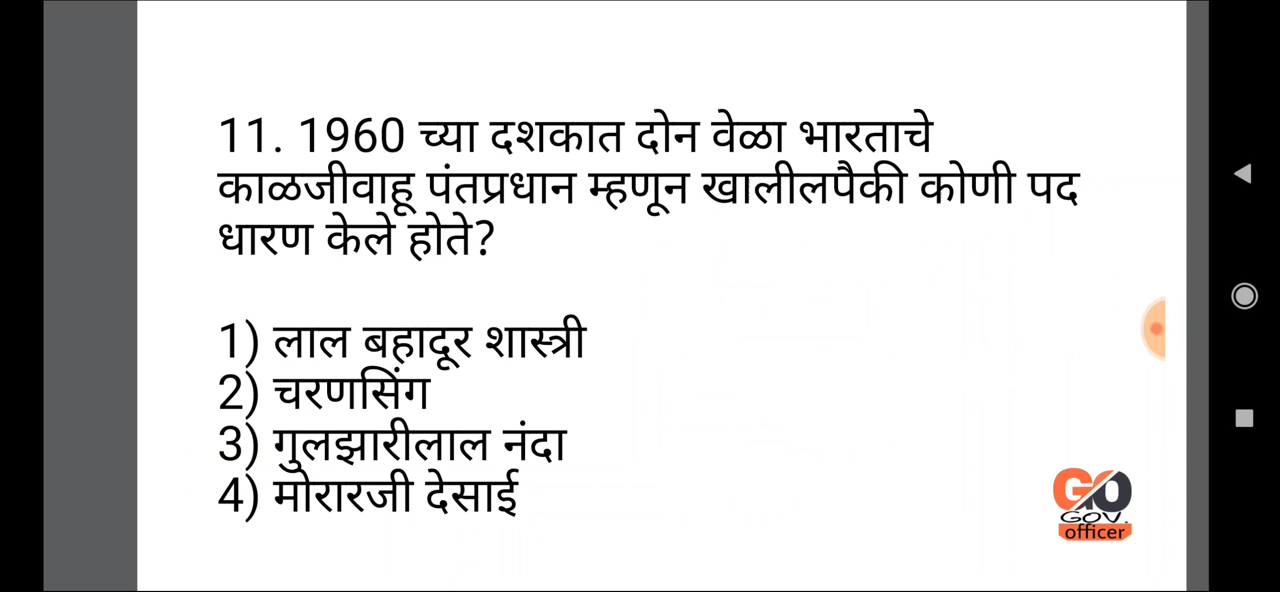 11. 1960 च्या दशकात दोन वेळा भारताचे
काळजीवाहू पंतप्रधान म्हणून खालीलपैकी कोणी पद
धारण केले होते?
1) लाल बहादूर शास्त्री
2) चरणसिंग
3) गुलझारीलाल नंदा
4) मोरारजी देसाई
GO
GOV.
officer